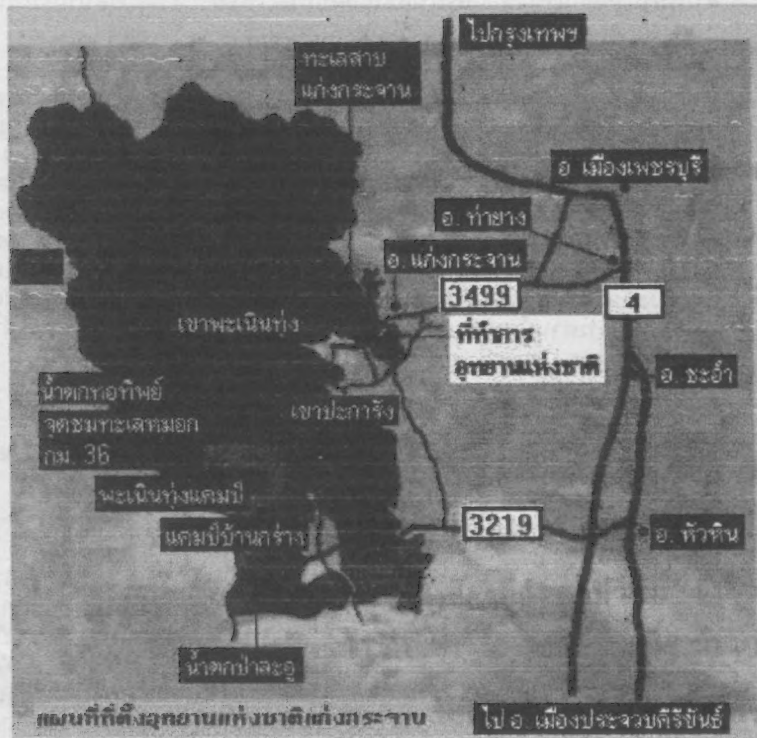 ไปกรุงเทพฯ
ทะเลสาบ
แก่งกระจาน
อ. เมืองเพชรบุรี
อ. ท่ายาง
อ. แก่งกระจาน
3499
4
เขาพะเนินทุ่ง
ที่ทำการ
อุทยานแห่งชาติ
อ. ชะอำ
น้ำตกทอทิพย์
จุดชมทะเลหมอก
กม. 36
เขาปะการัง
พะเนินทุ่งแคมป์
แคมป์บ้านกร่าง
3219
อ. หัวหิน
น้ำตกป่าละอู
แผนที่ที่ตั้งอุทยานแห่งชาติแก่งกระจาน
ไป อ. เมืองประจวบคีรีขันธ์